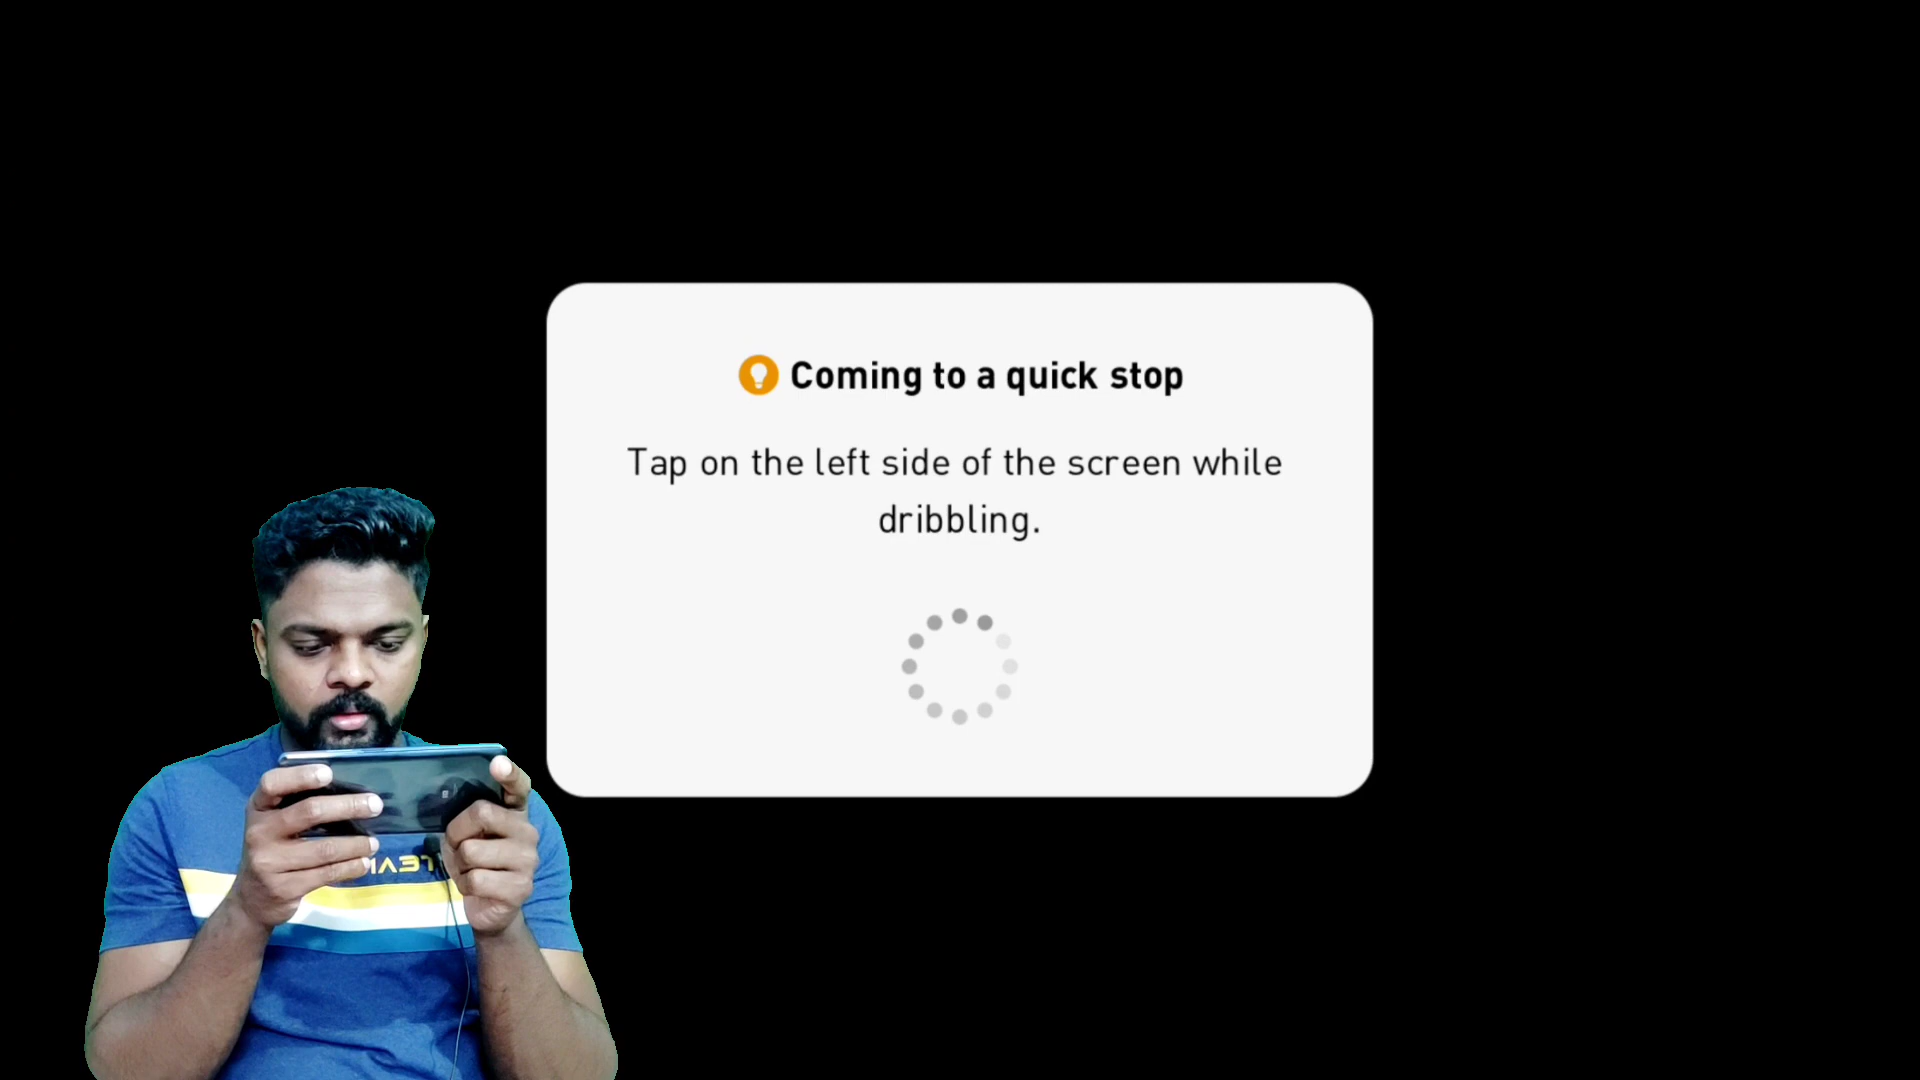 Coming to a quick stop
Tap on the left side of the screen while
dribbling.